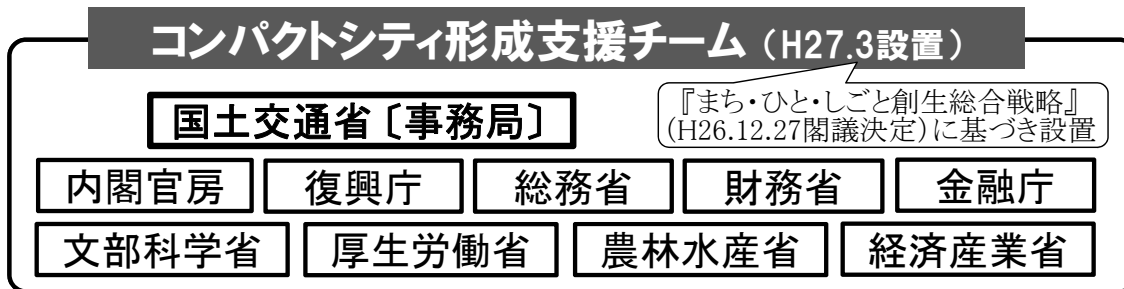 コンパクトシティ形成支援チーム（H27.3設置）
国土交通省〔事務局〕
『まち・ひと・しごと創生総合戦略』
(H26.12.27閣議決定)に基づき設置
内閣官房 復興庁 総務省 財務省 金融庁
文部科学省 厚生労働省 農林水産省 経済産業省